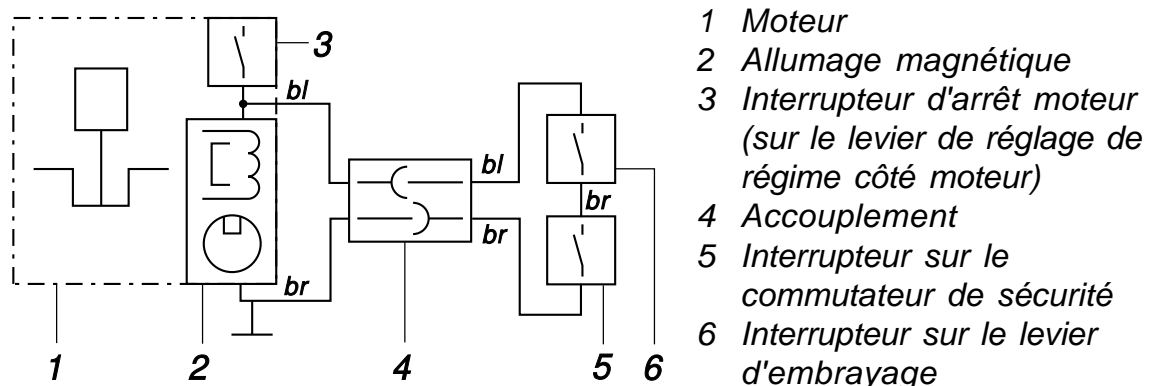 3
bl
bl
br
br
br
1
2
4
5
6
1 Moteur
2 Allumage magnétique
3 Interrupteur d'arrêt moteur
(sur le levier de réglage de
régime côté moteur)
4 Accouplement
5 Interrupteur sur le
commutateur de sécurité
6 Interrupteur sur le levier
d'embrayage